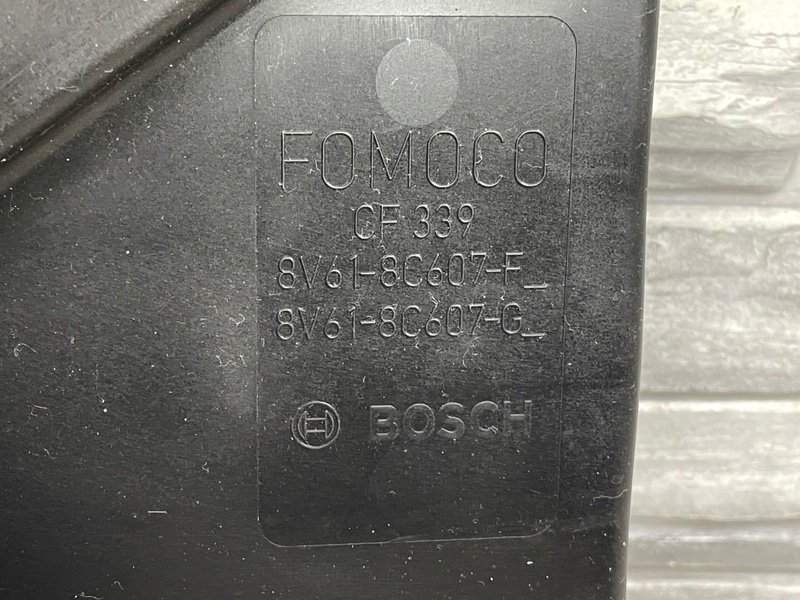 FOMOCO
CF 339
8V61-8C607-F_
8V61-8C607-G_
BOSCH